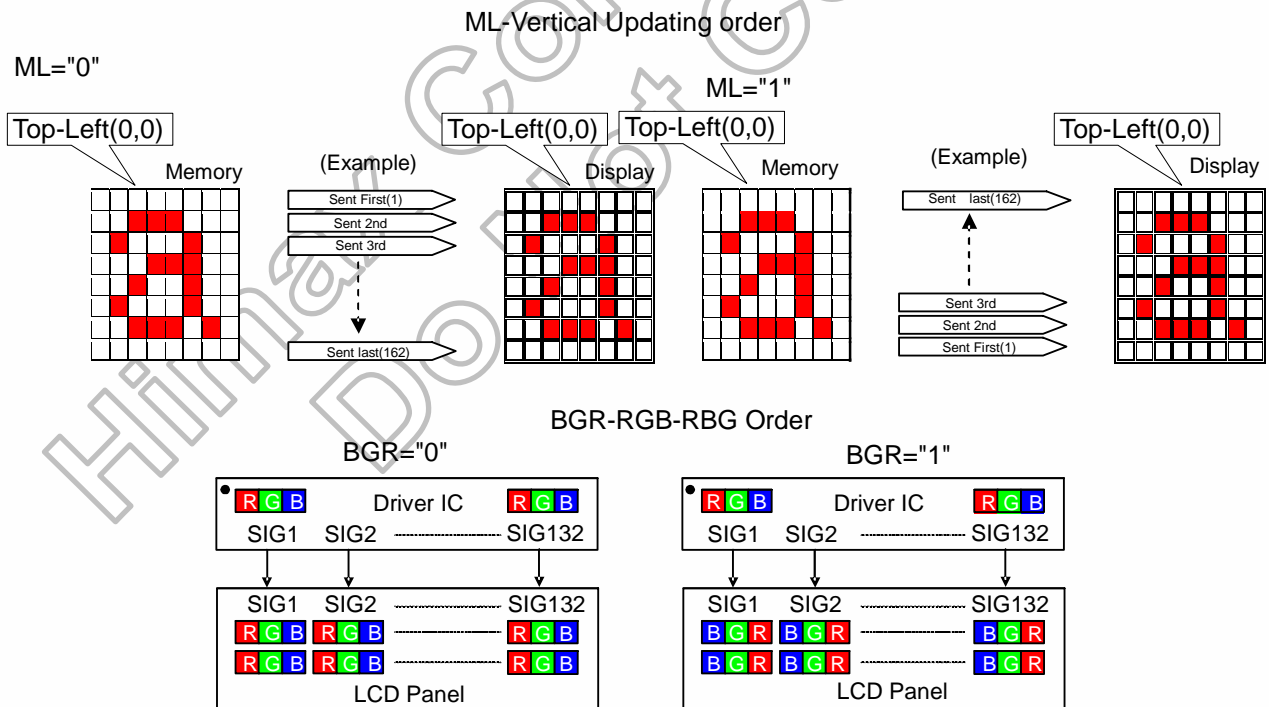 ML-Vertical Updating order
ML="0"
ML="1"
Top-Left(0,0)
Top-Left(0,0)
Top-Left(0,0)
Top-Left(0,0)
Memory
(Example)
Display
Memory
(Example)
Display
Sent First(1)
Sent 2nd
Sent 3rd
Sent last(162)
Sent last(162)
Sent 3rd
Sent 2nd
Sent First(1)
BGR-RGB-RBG Order
BGR="0"
BGR="1"
R G B Driver IC R G B
SIG1 SIG2 SIG132
SIG1 SIG2 SIG132
R G B R G B R G B
R G B R G B R G B
LCD Panel
R G B Driver IC R G B
SIG1 SIG2 SIG132
SIG1 SIG2 SIG132
B G R B G R B G R
B G R B G R B G R
LCD Panel
Himax Con
Do Not C